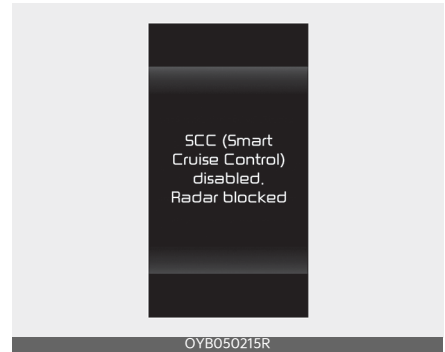 SCC (Smart
Cruise Control)
disabled,
Radar blocked
OYB050215R